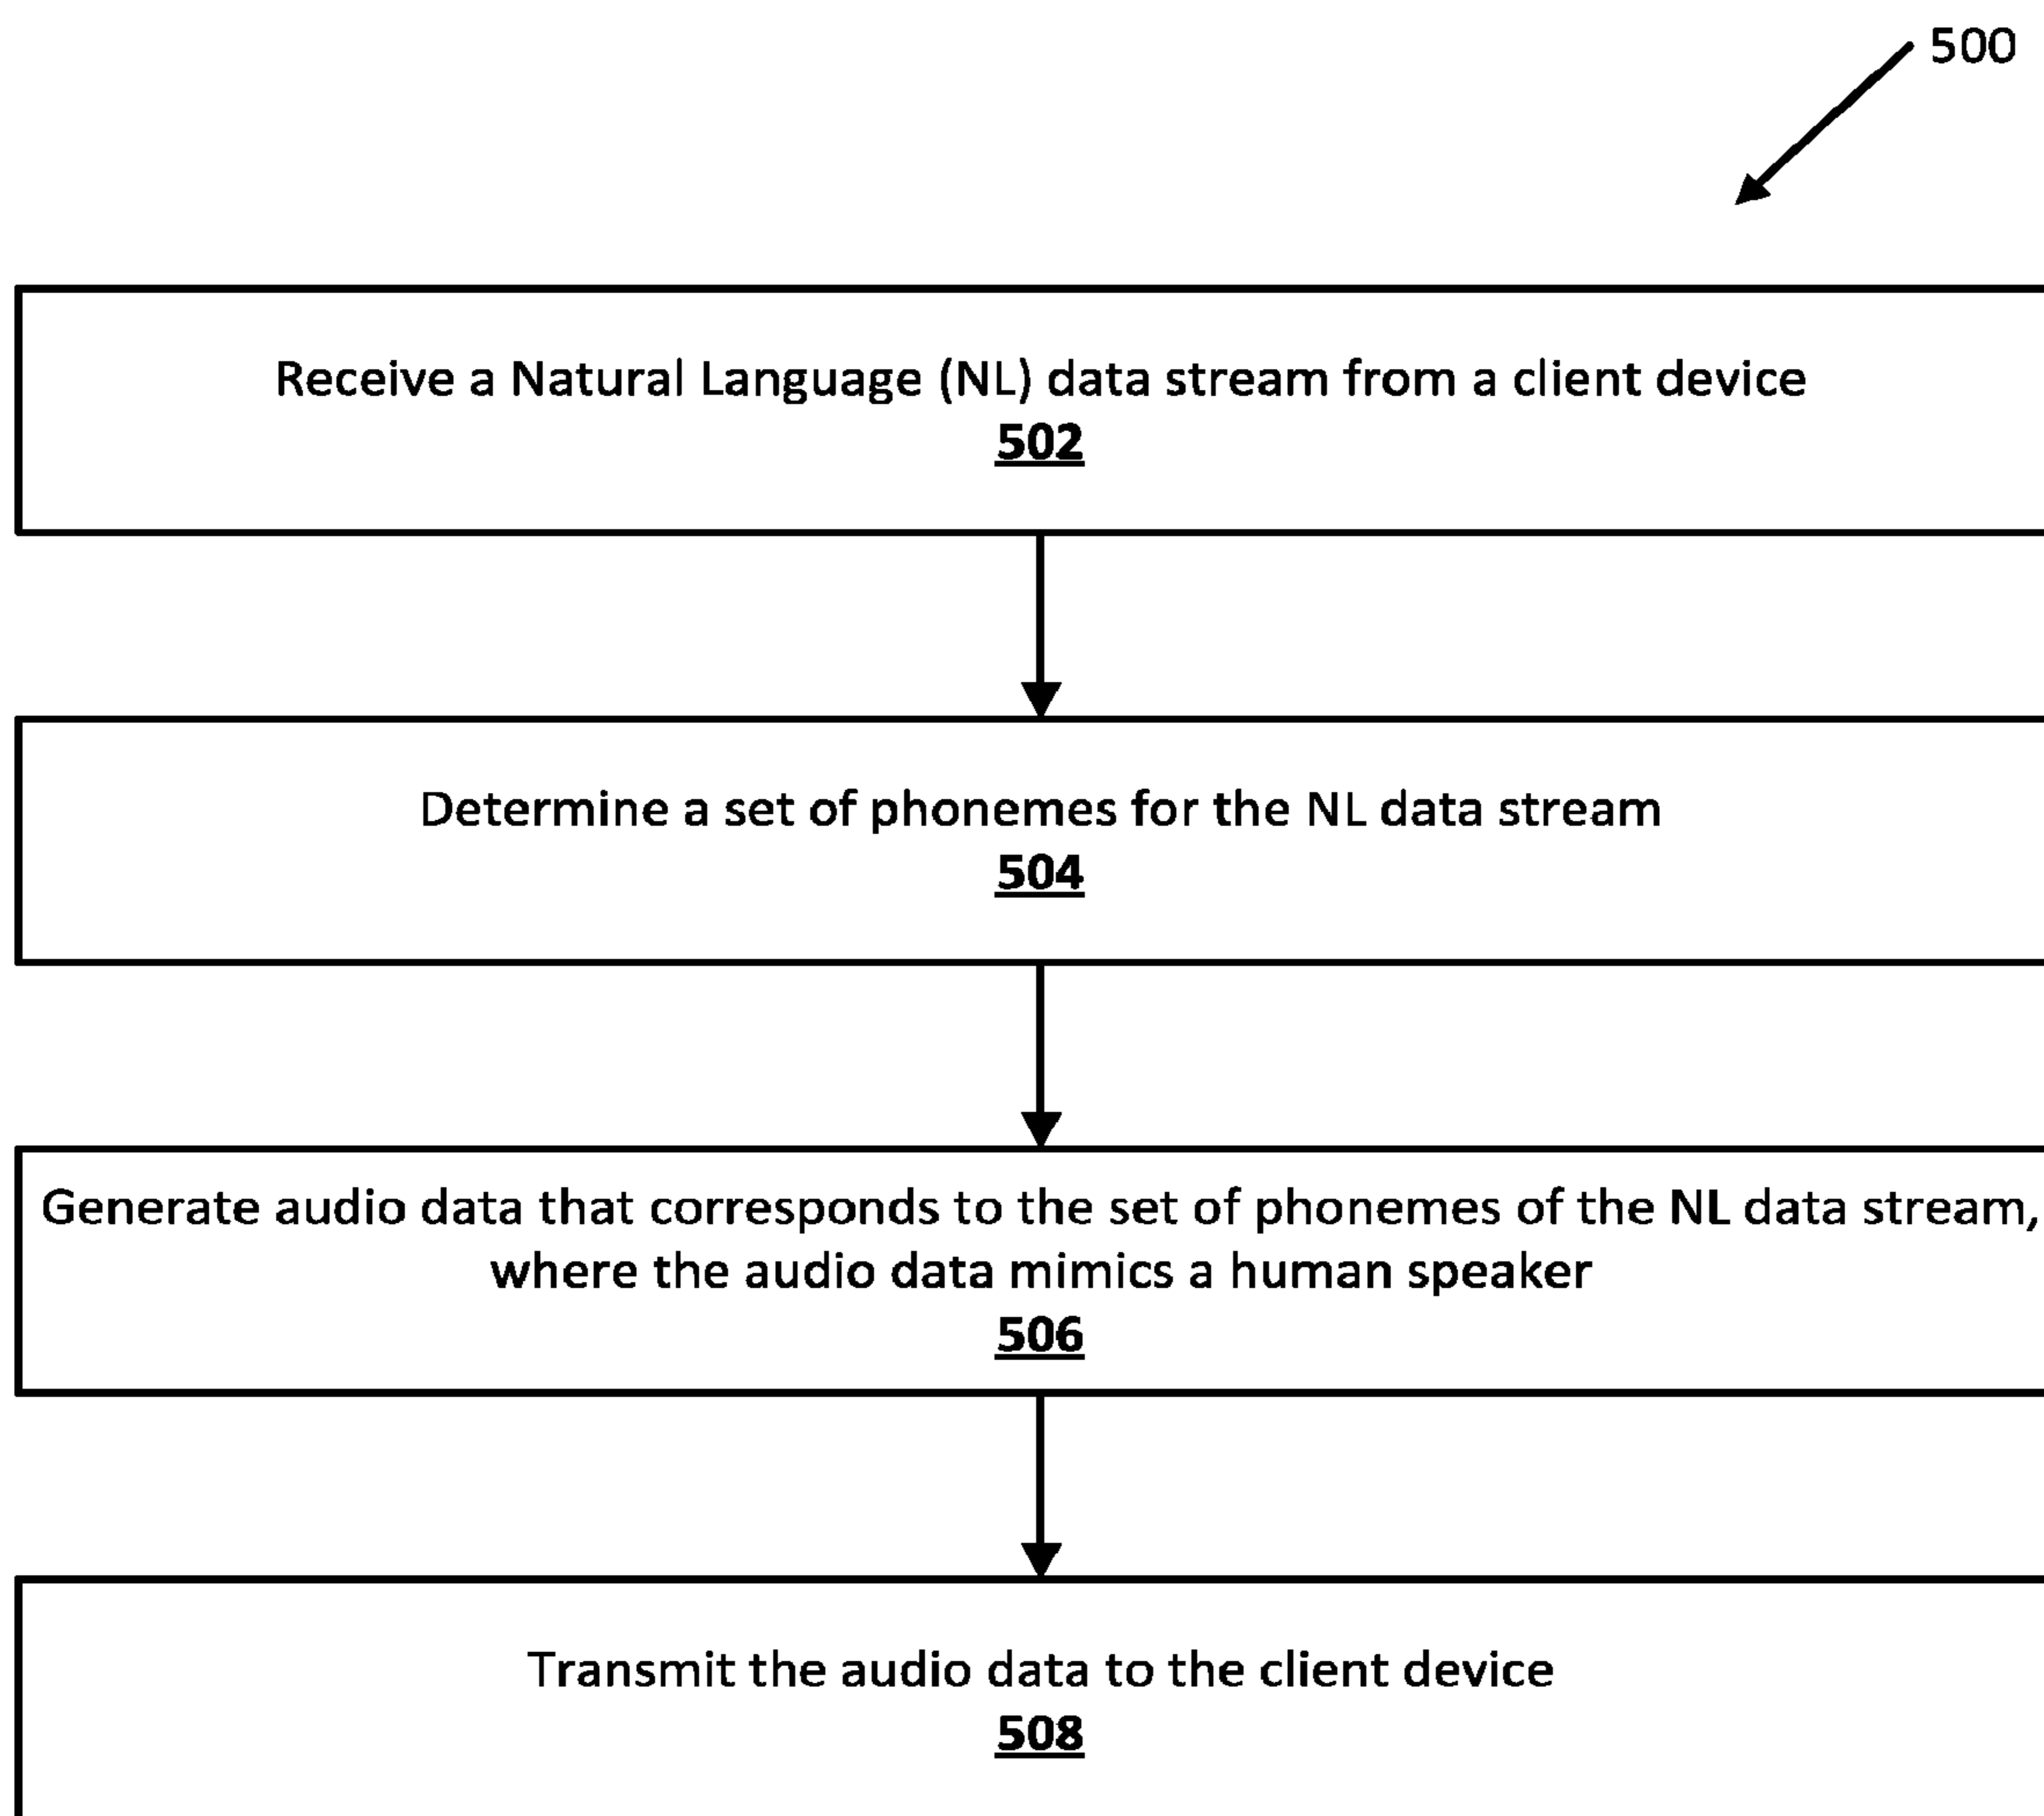 500
Receive a Natural Language (NL) data stream from a client device
502
Determine a set of phonemes for the NL data stream
504
Generate audio data that corresponds to the set of phonemes of the NL data stream,
where the audio data mimics a human speaker
506
Transmit the audio data to the client device
508